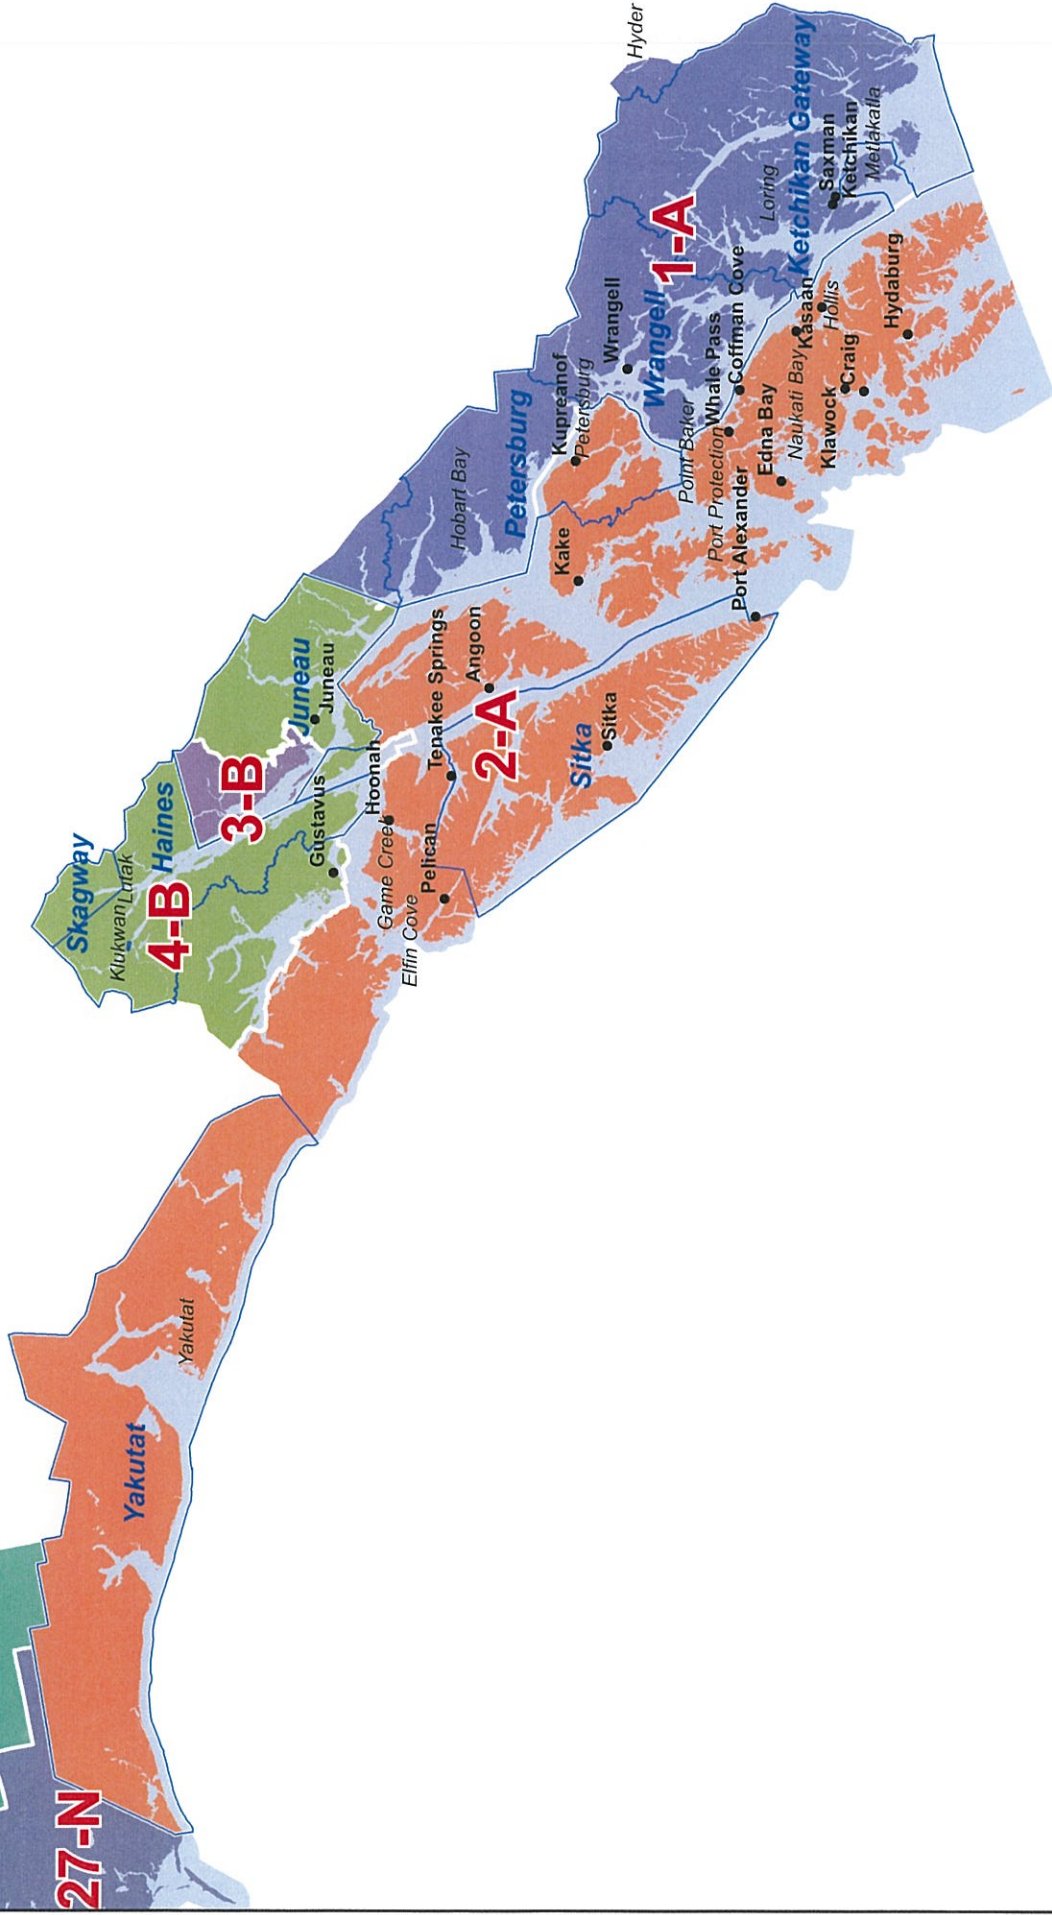 27-N
Yakutat
Yakutat
Skagway
Klukwan
Lutak
4-B
Haines
3-B
Juneau
Juneau
Gustavus
Hoonah
Game Creek
Elfin Cove
Pelican
Tenakee Springs
Angoon
2-A
Sitka
Sitka
Hobart Bay
Petersburg
Kake
Kupreanof
Petersburg
Wrangell
Wrangell
1-A
Hyder
Point Baker
Port Protection
Port Alexander
Whale Pass
Coffman Cove
Edna Bay
Naukati Bay
Kasaan
Hollis
Klawock
Craig
Hydaburg
Loring
Ketchikan Gateway
Saxman
Ketchikan
Metlakatla